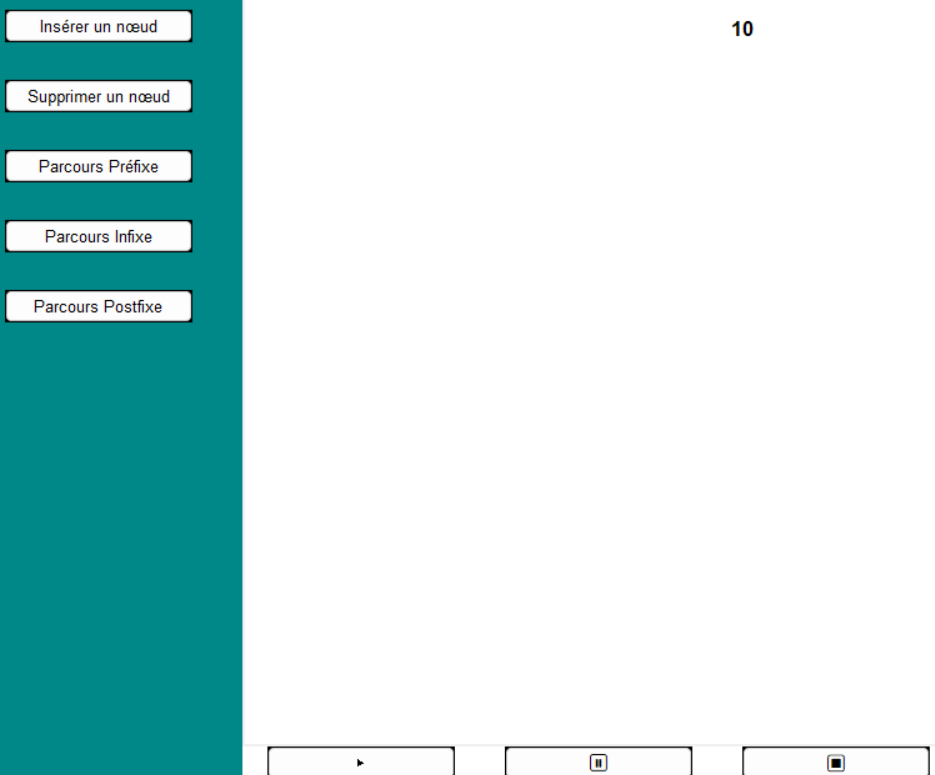 Insérer un nœud
10
Supprimer un nœud
Parcours Préfixe
Parcours Infixe
Parcours Postfixe